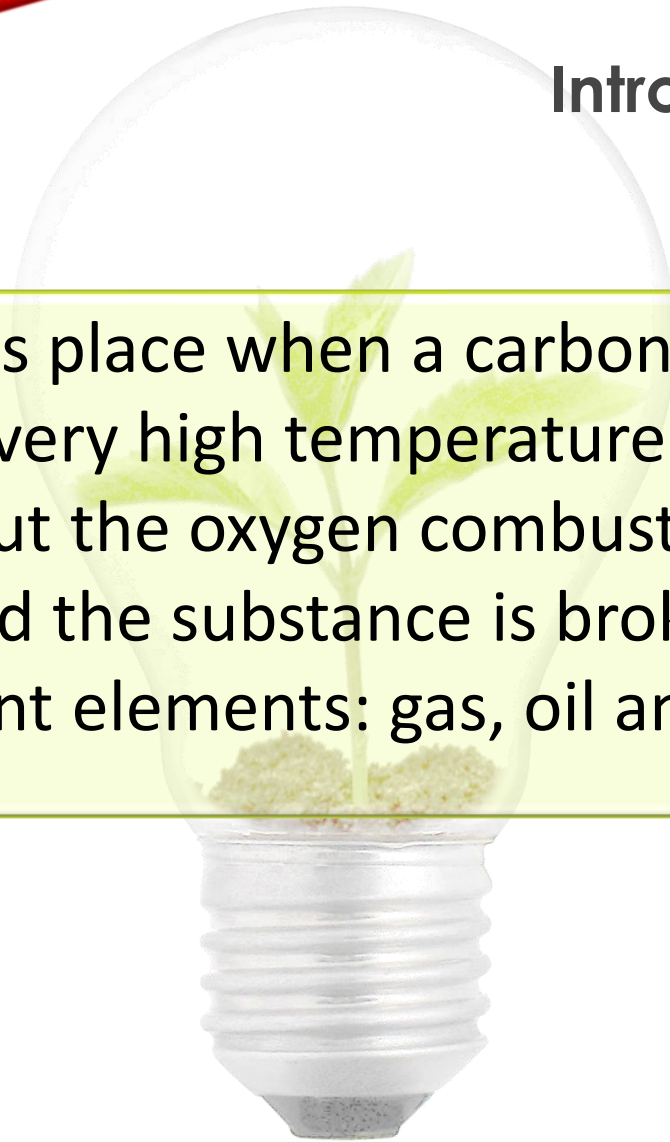 Intro
s place when a carbon
very high temperature
ut the oxygen combust
d the substance is brok
nt elements: gas, oil an